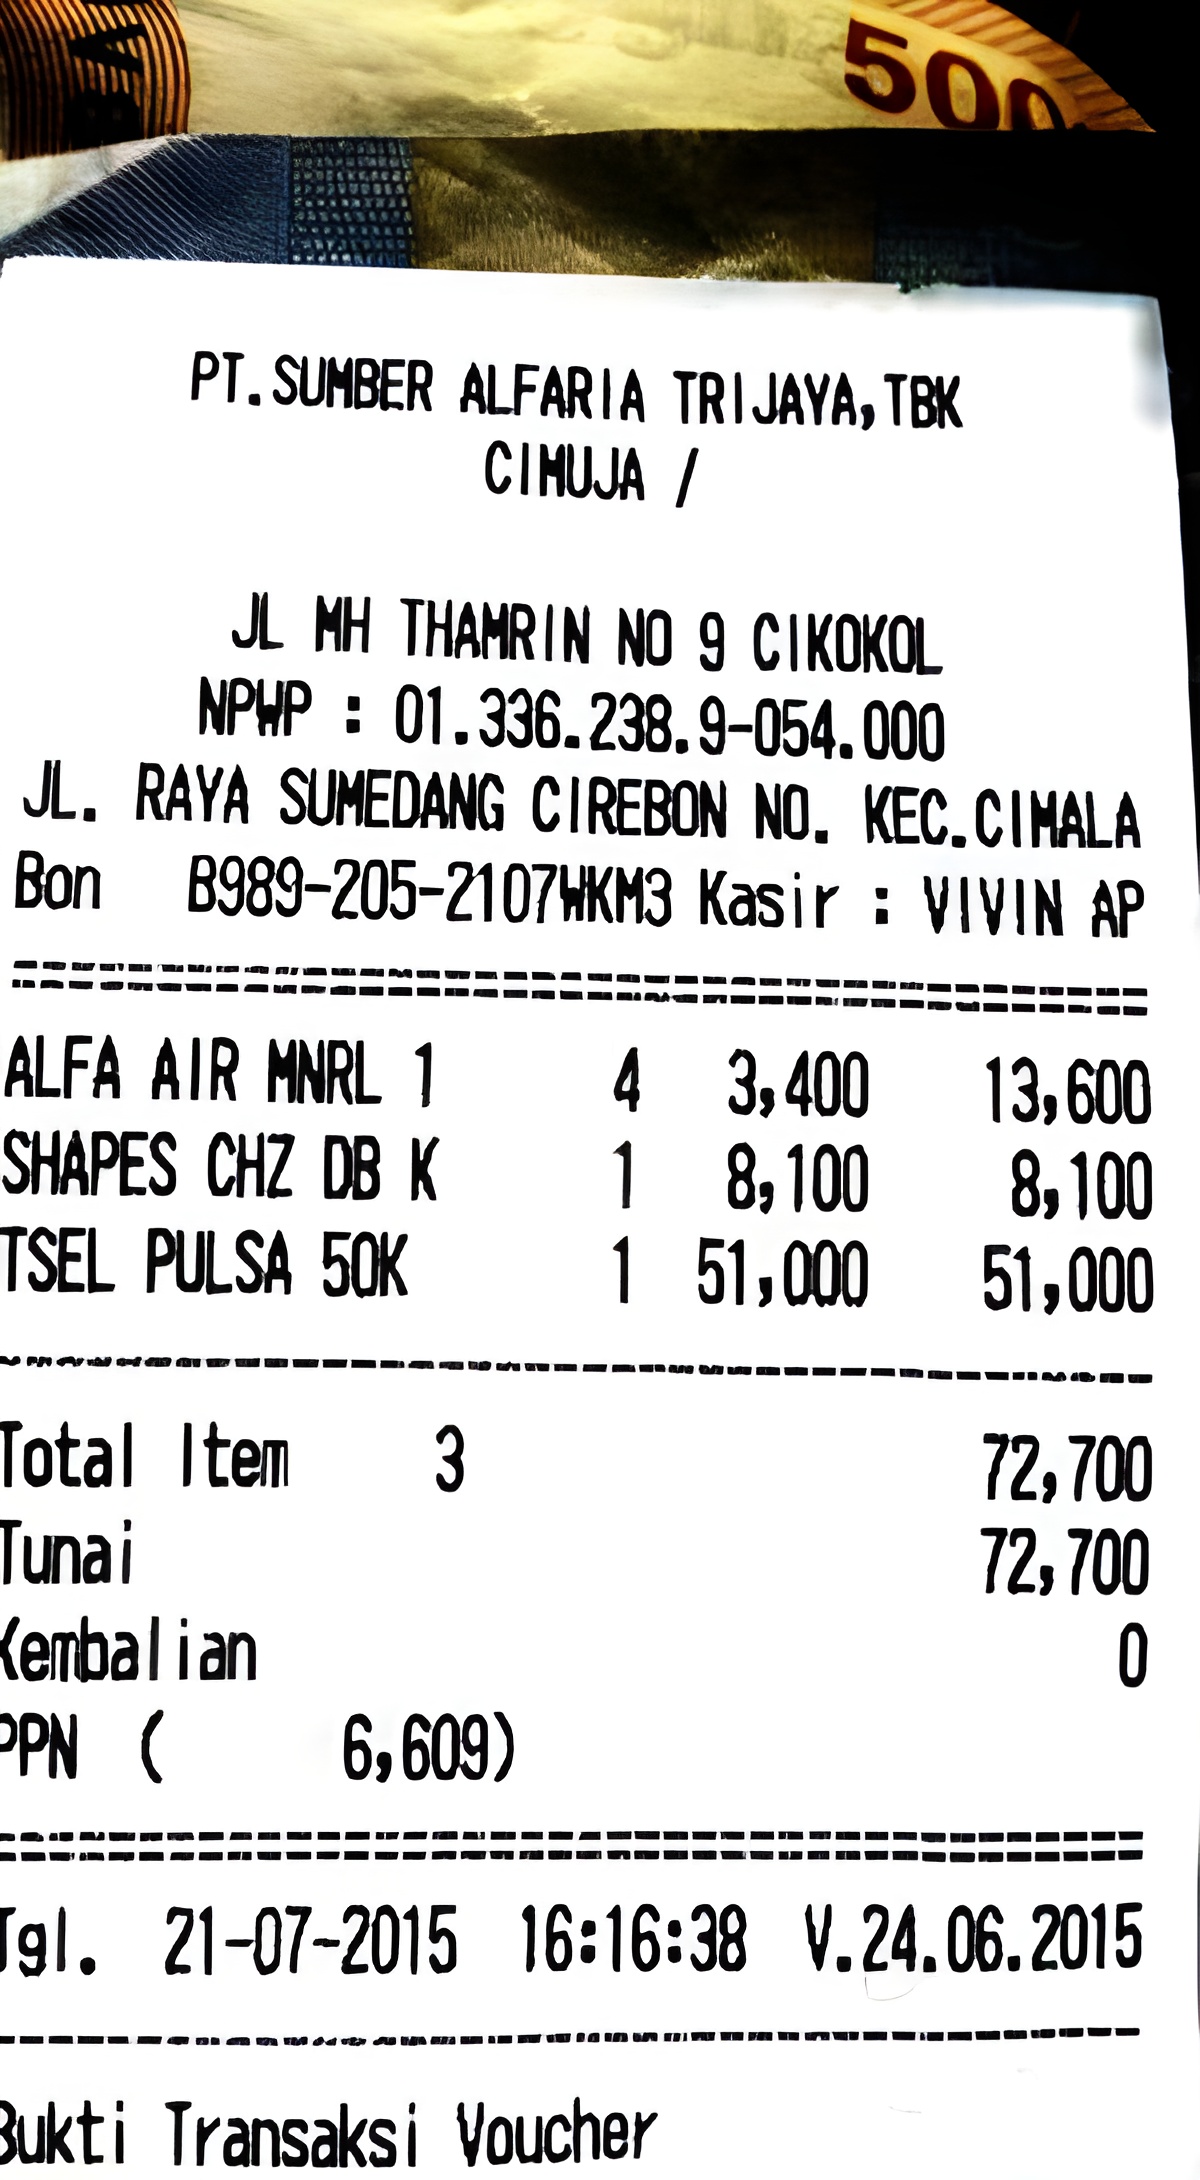 500
PT.SUMBER ALFARIA TRIJAYA,TBK
CIMUJA /
JL MH THAMRIN NO 9 CIKOKOL
NPWP : 01.336.238.9-054.000
JL. RAYA SUMEDANG CIREBON NO. KEC.CIMALA
Bon B989-205-2107WKM3 Kasir : VIVIN AP
ALFA AIR MNRL 1 4 3,400 13,600
SHAPES CHZ DB K 1 8,100 8,100
TSEL PULSA 50K 1 51,000 51,000
Total Item 3 72,700
Tunai 72,700
Kembalian 0
PPN ( 6,609)
Tgl. 21-07-2015 16:16:38 V.24.06.2015
Bukti Transaksi Voucher